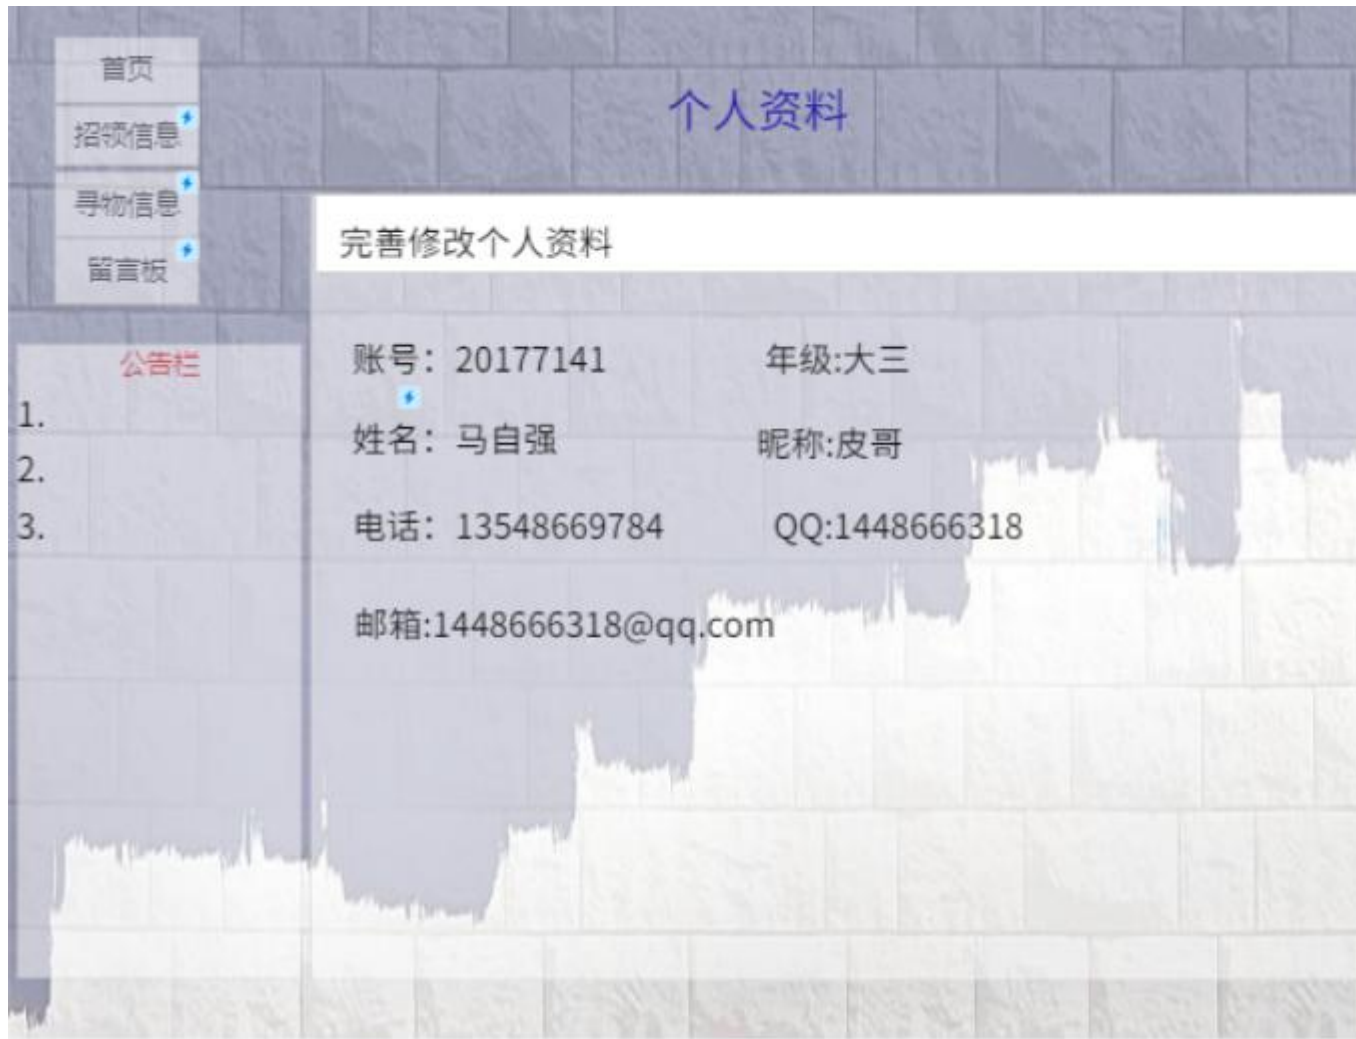 首页
招领信息
寻物信息
留言板
个人资料
完善修改个人资料
公告栏
1.
2.
3.
账号：20177141 年级:大三
姓名：马自强 昵称:皮哥
电话：13548669784 QQ:1448666318
邮箱:1448666318@qq.com